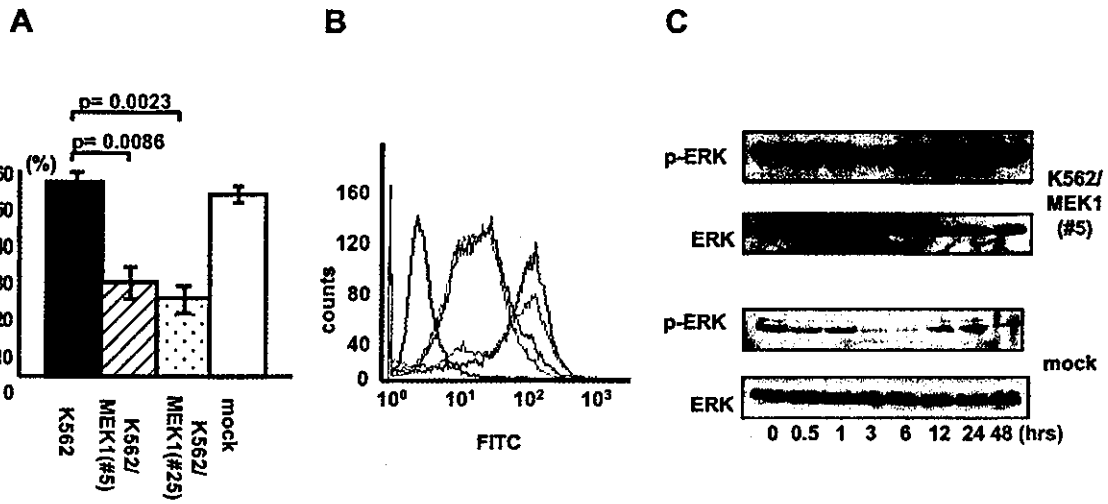 A
p= 0.0023
p= 0.0086
(%)
60
50
40
30
20
10
0
K562
K562/
MEK1(#5)
K562/
MEK1(#25)
mock
B
160
120
80
40
0
counts
10⁰
10¹
10²
10³
FITC
C
p-ERK
ERK
K562/
MEK1
(#5)
p-ERK
ERK
mock
0 0.5 1 3 6 12 24 48 (hrs)